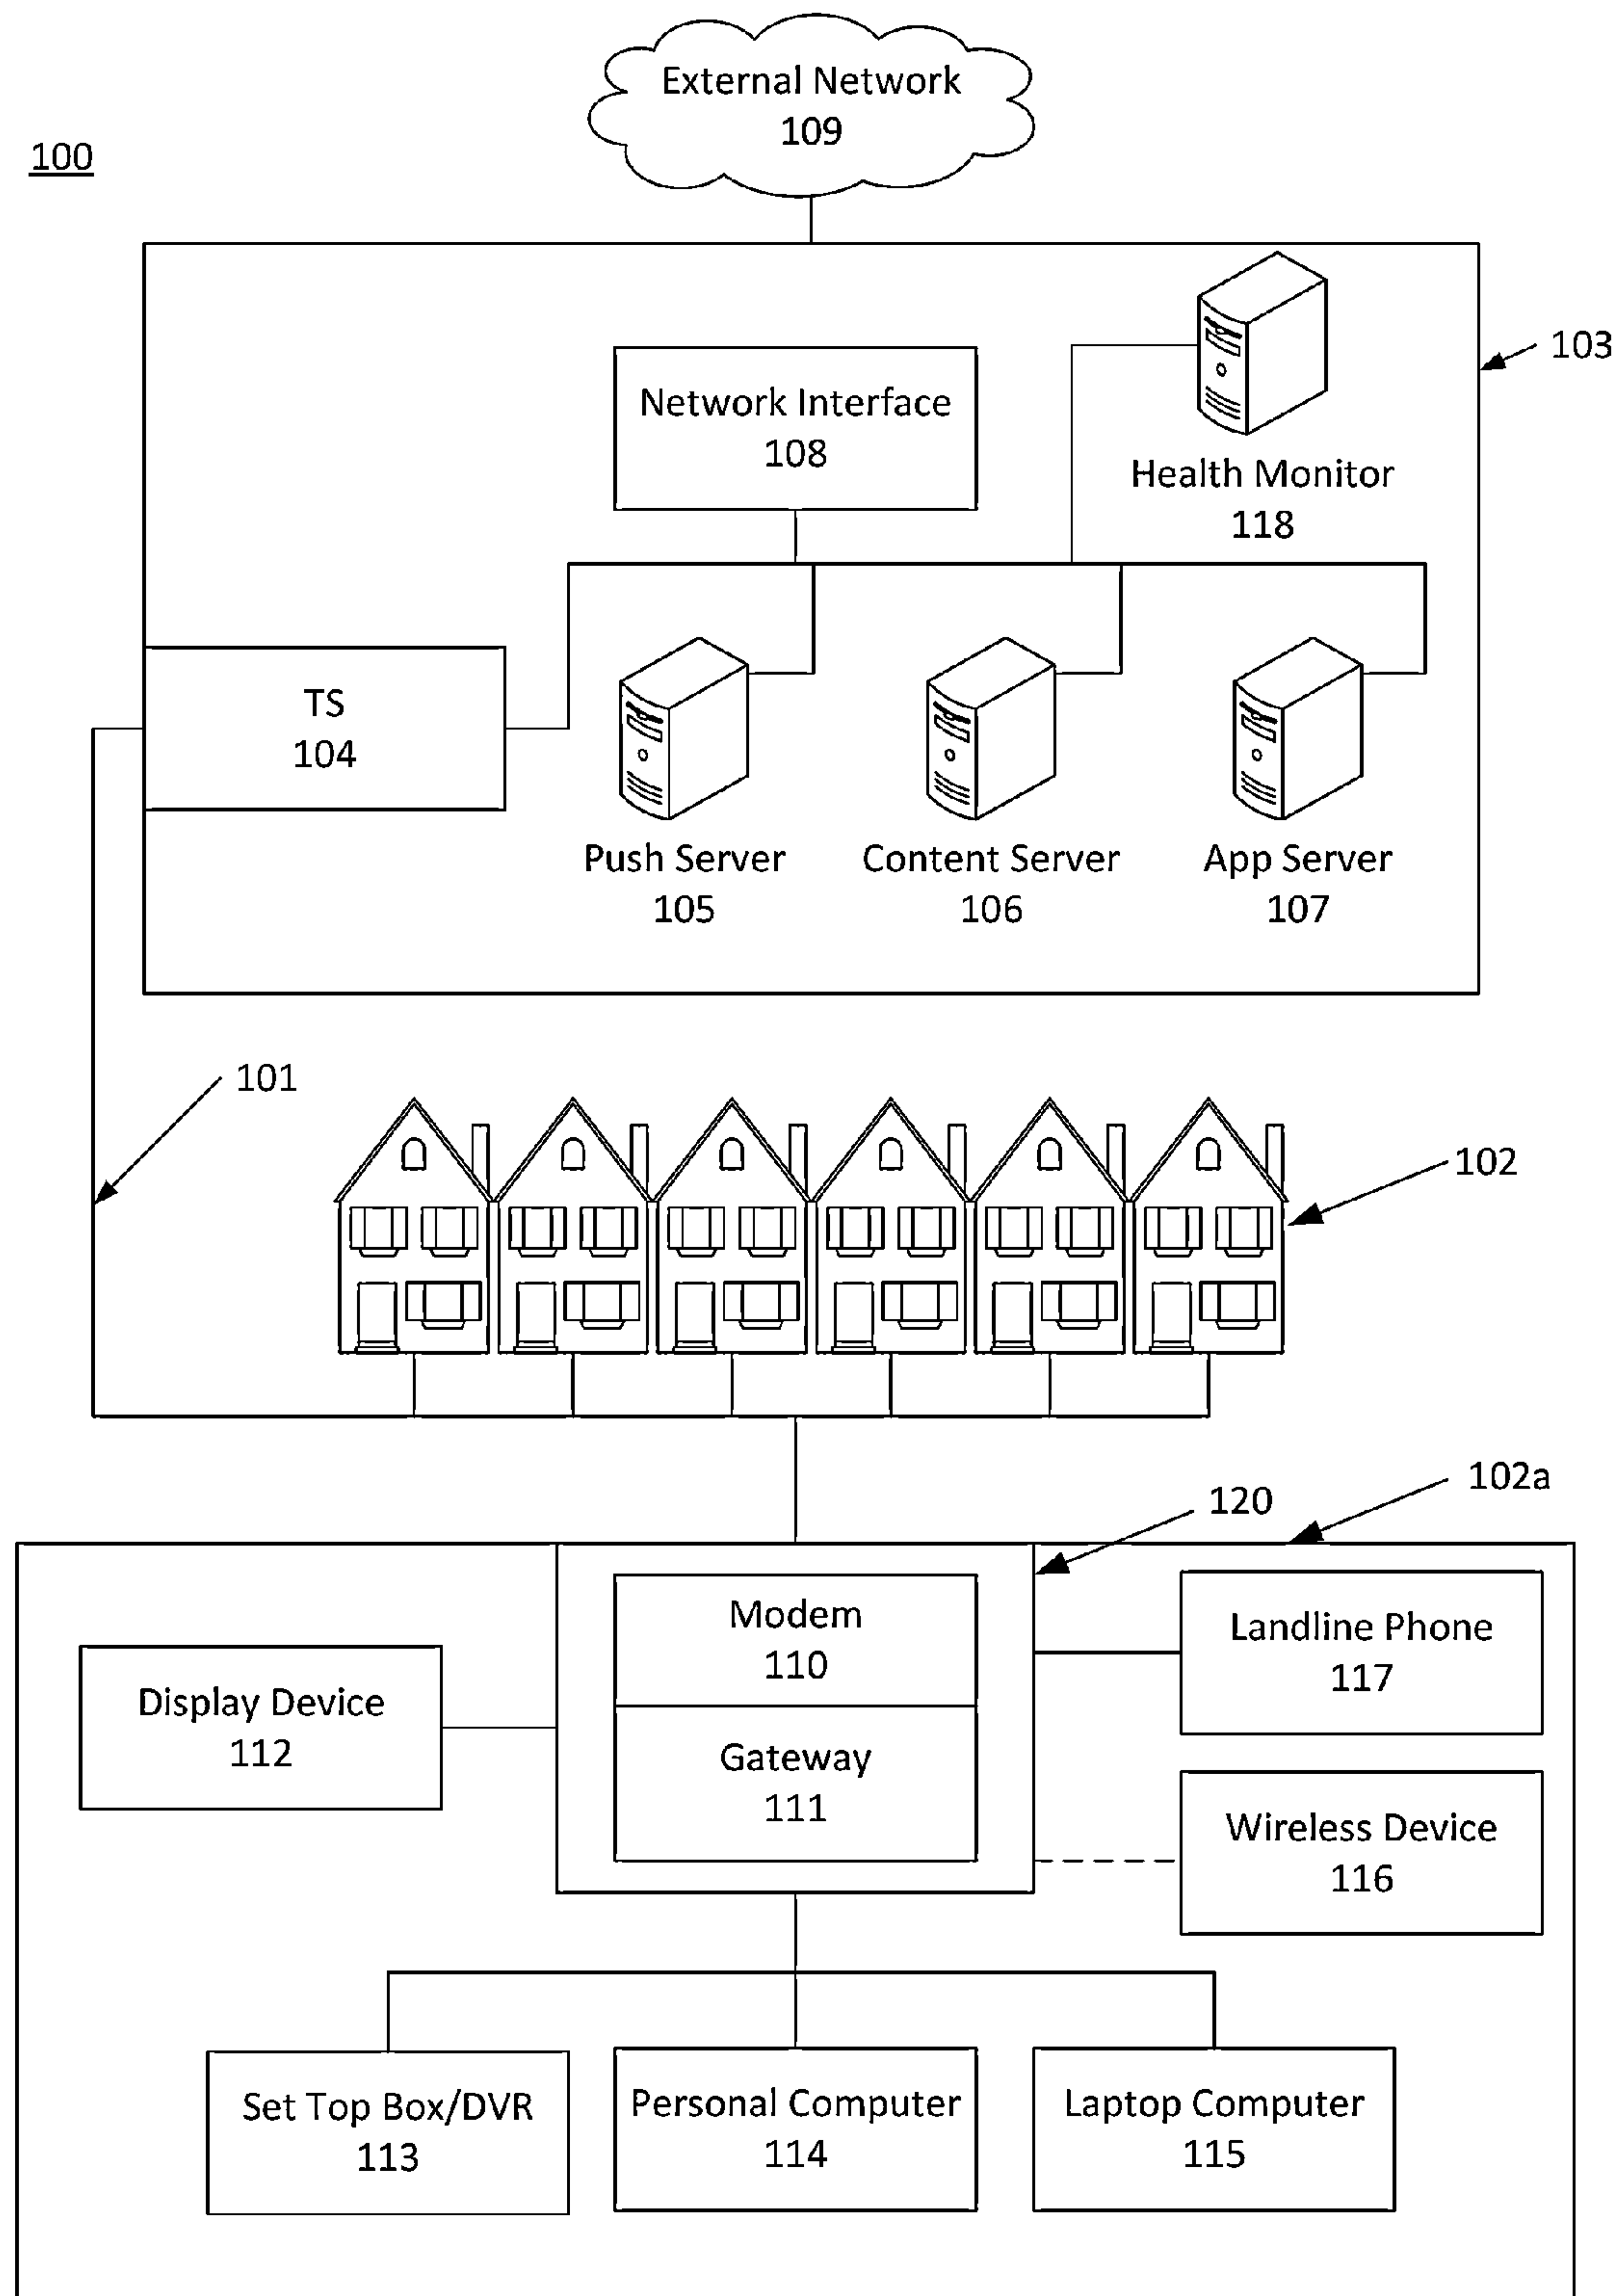 External Network
109
100
103
Network Interface
108
Health Monitor
118
TS
104
Push Server
105
Content Server
106
App Server
107
101
102
102a
120
Modem
110
Landline Phone
117
Display Device
112
Gateway
111
Wireless Device
116
Set Top Box/DVR
113
Personal Computer
114
Laptop Computer
115